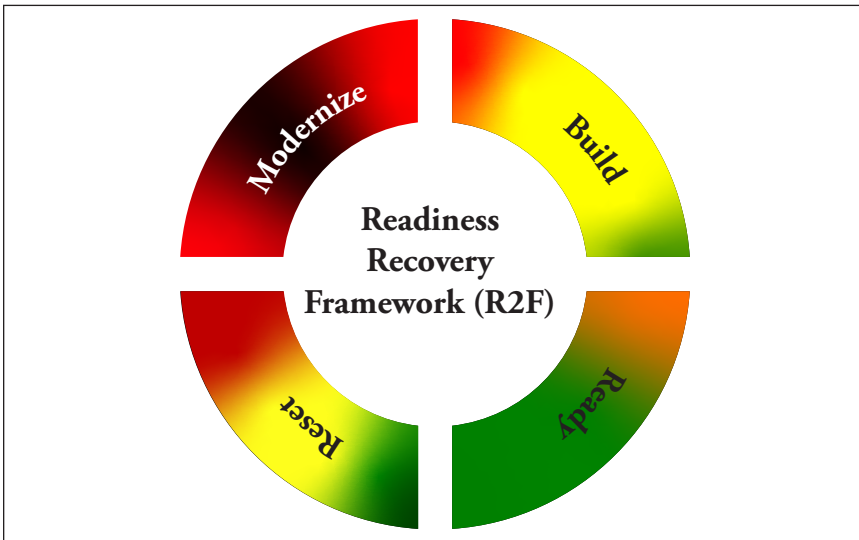 Modernize
Build
Readiness
Recovery
Framework (R2F)
Reset
Ready